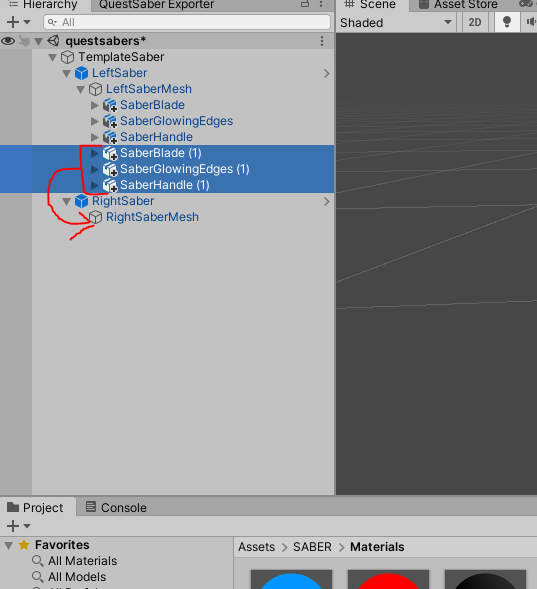 Hierarchy
QuestSaber Exporter
Scene
Asset Store
All
Shaded
2D
questsabers*
TemplateSaber
LeftSaber
LeftSaberMesh
SaberBlade
SaberGlowingEdges
SaberHandle
SaberBlade (1)
SaberGlowingEdges (1)
SaberHandle (1)
RightSaber
RightSaberMesh
Project
Console
Favorites
Assets > SABER > Materials
All Materials
All Models